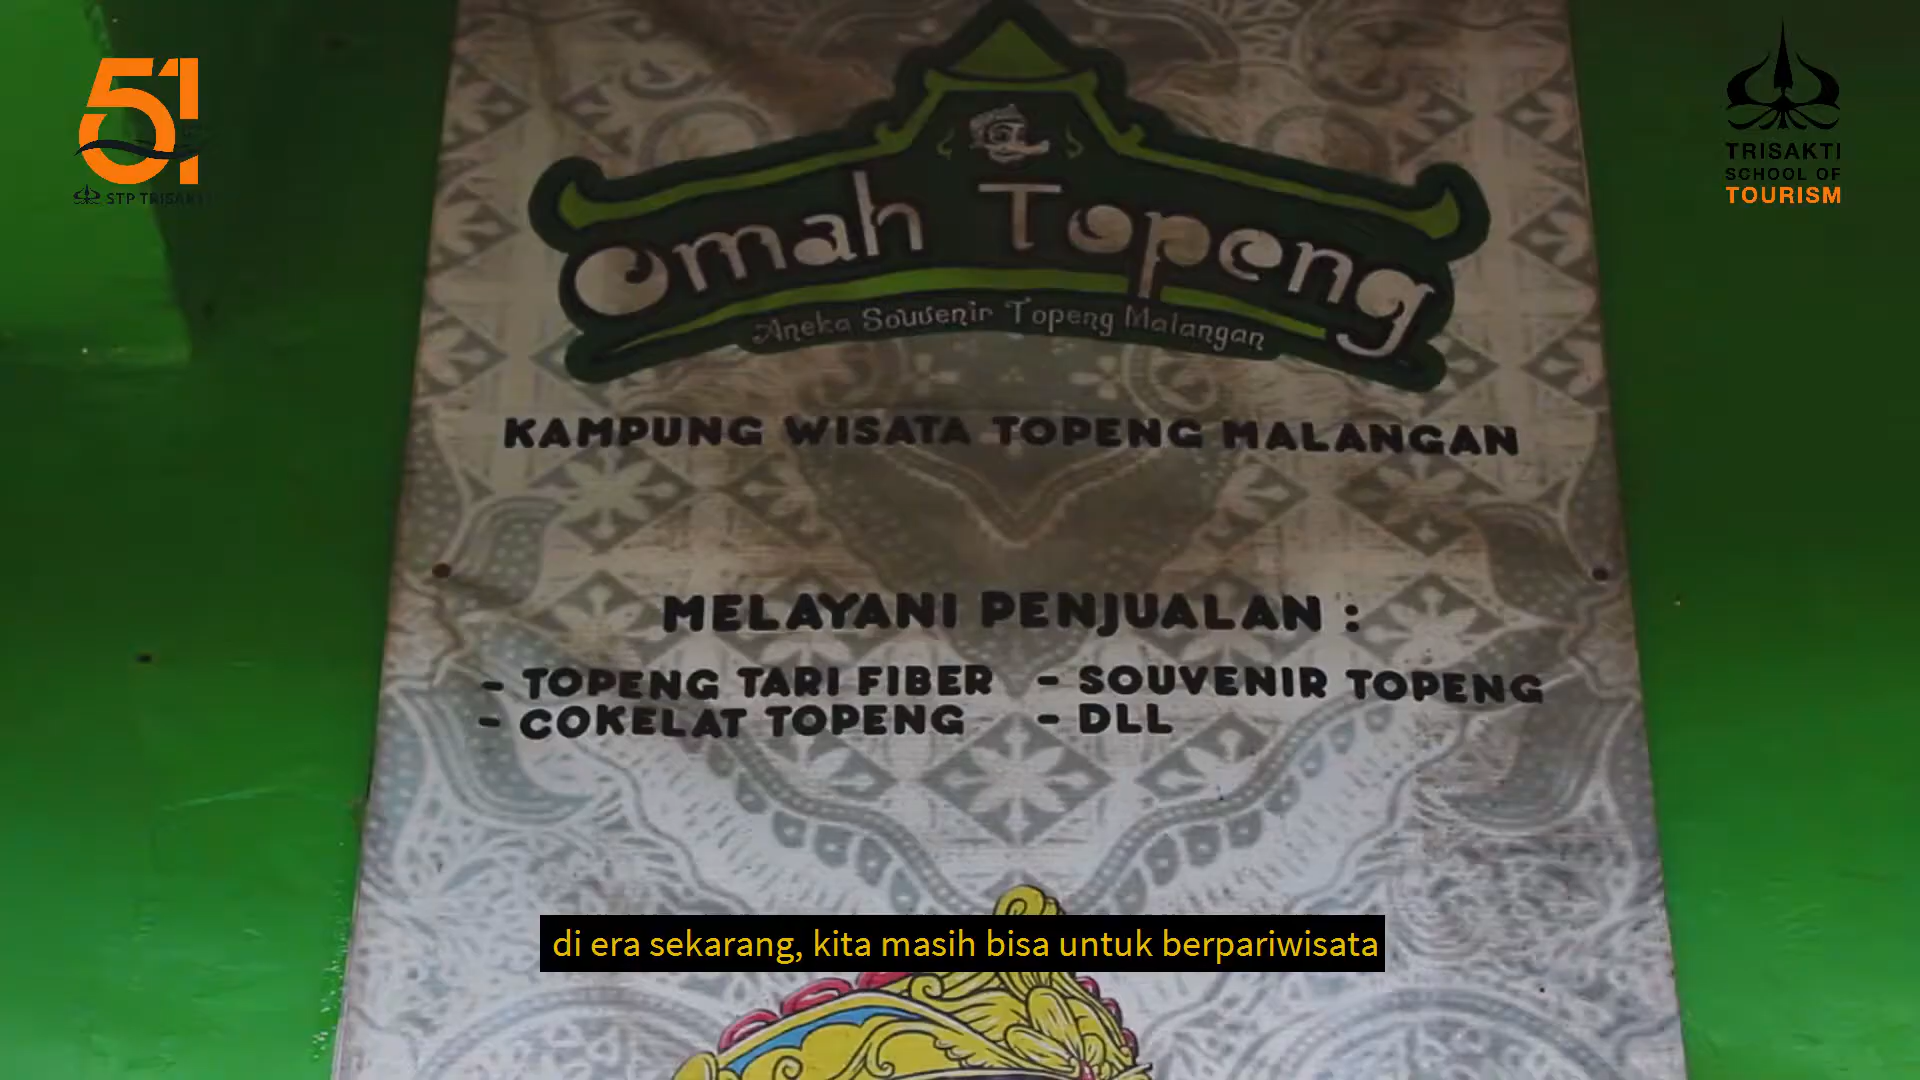 51
STP TRISAKTI
TRISAKTI
SCHOOL OF
TOURISM
Omah Topeng
Aneka Souvenir Topeng Malangan
KAMPUNG WISATA TOPENG MALANGAN
MELAYANI PENJUALAN :
- TOPENG TARI FIBER - SOUVENIR TOPENG
- COKELAT TOPENG - DLL
di era sekarang, kita masih bisa untuk berpariwisata